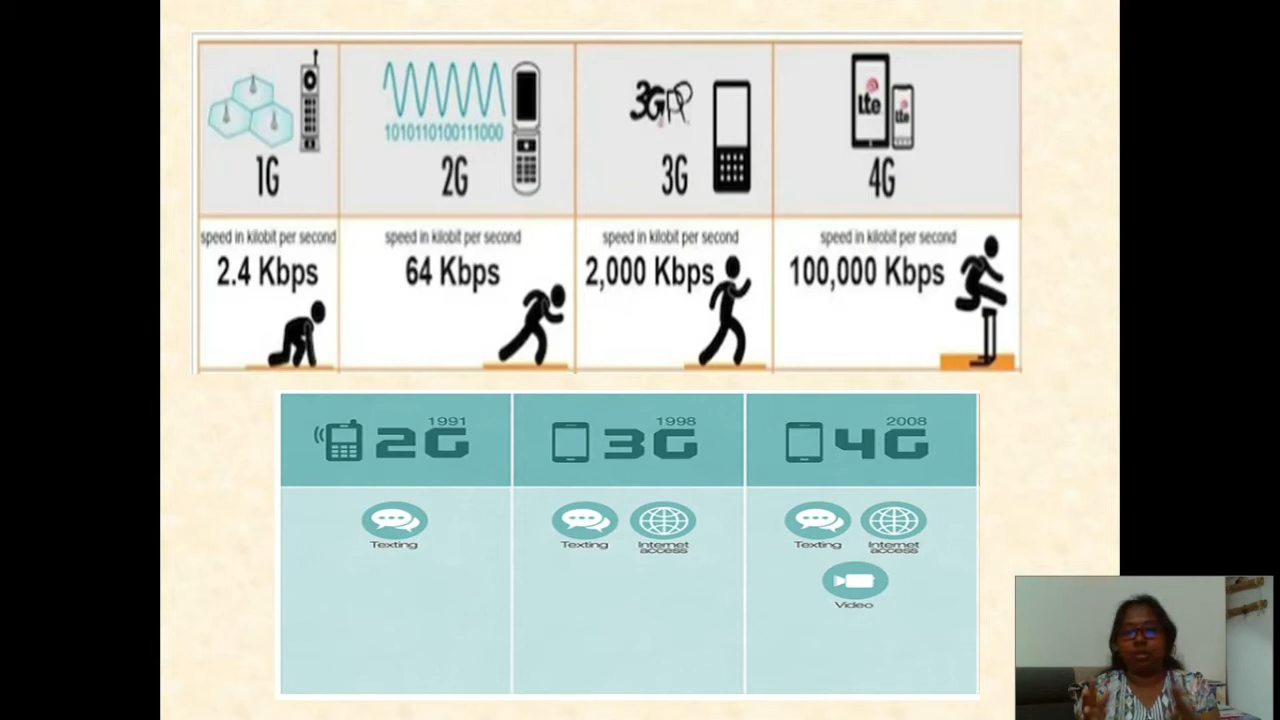 lte
lte
1010110100111000
1G
2G
3G
4G
speed in kilobit per second
2.4 Kbps
speed in kilobit per second
64 Kbps
speed in kilobit per second
2,000 Kbps
speed in kilobit per second
100,000 Kbps
1991
2G
1998
3G
2008
4G
Texting
Texting
Internet
access
Texting
Internet
access
Video